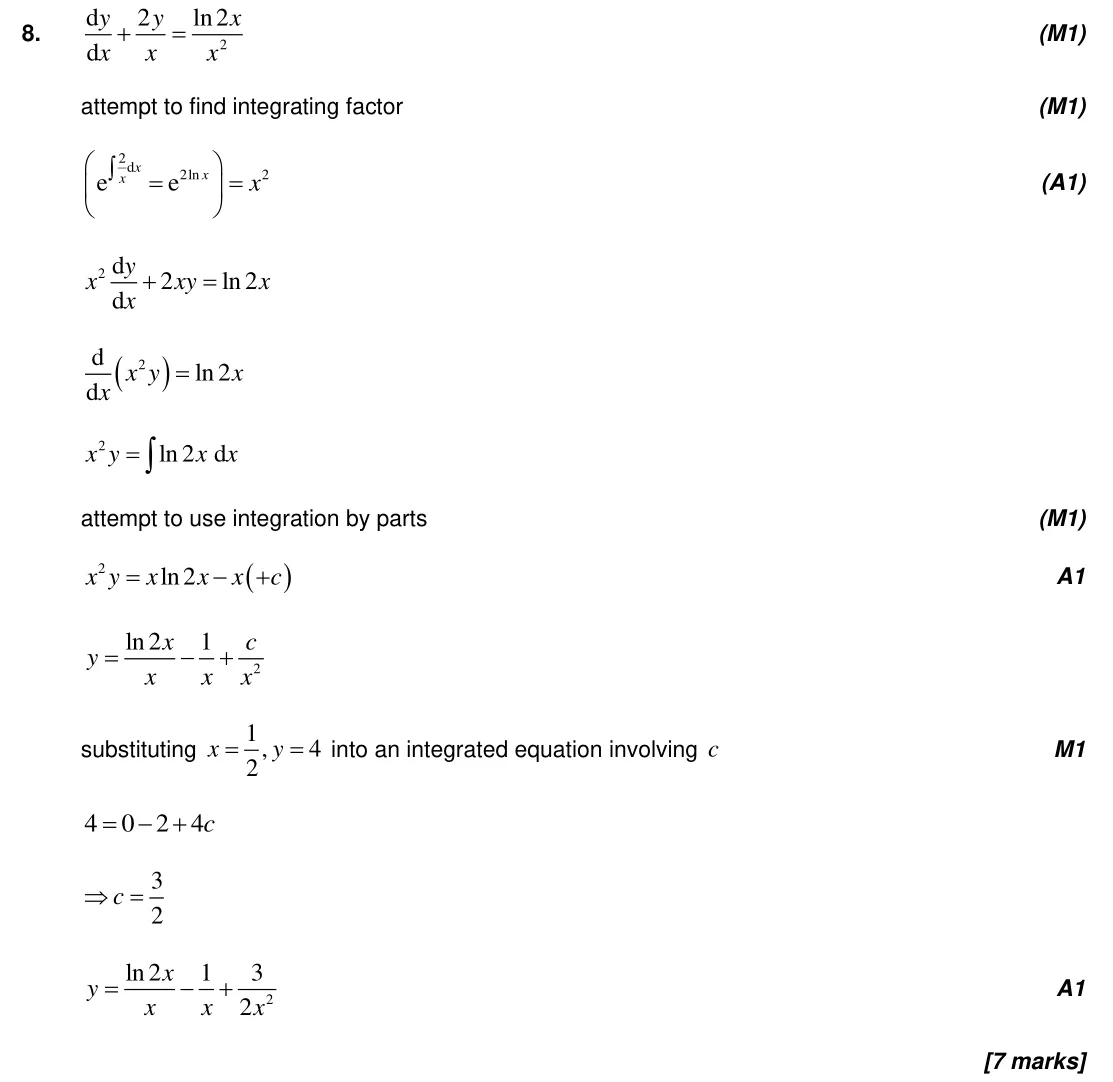 8. dy/dx + 2y/x = ln 2x/x² (M1)
attempt to find integrating factor (M1)
(e^(∫ 2/x dx) = e^(2 ln x)) = x² (A1)
x² dy/dx + 2xy = ln 2x
d/dx (x²y) = ln 2x
x²y = ∫ ln 2x dx
attempt to use integration by parts (M1)
x²y = x ln 2x − x(+c) A1
y = ln 2x/x − 1/x + c/x²
substituting x = 1/2, y = 4 into an integrated equation involving c M1
4 = 0 − 2 + 4c
⇒ c = 3/2
y = ln 2x/x − 1/x + 3/2x² A1
[7 marks]